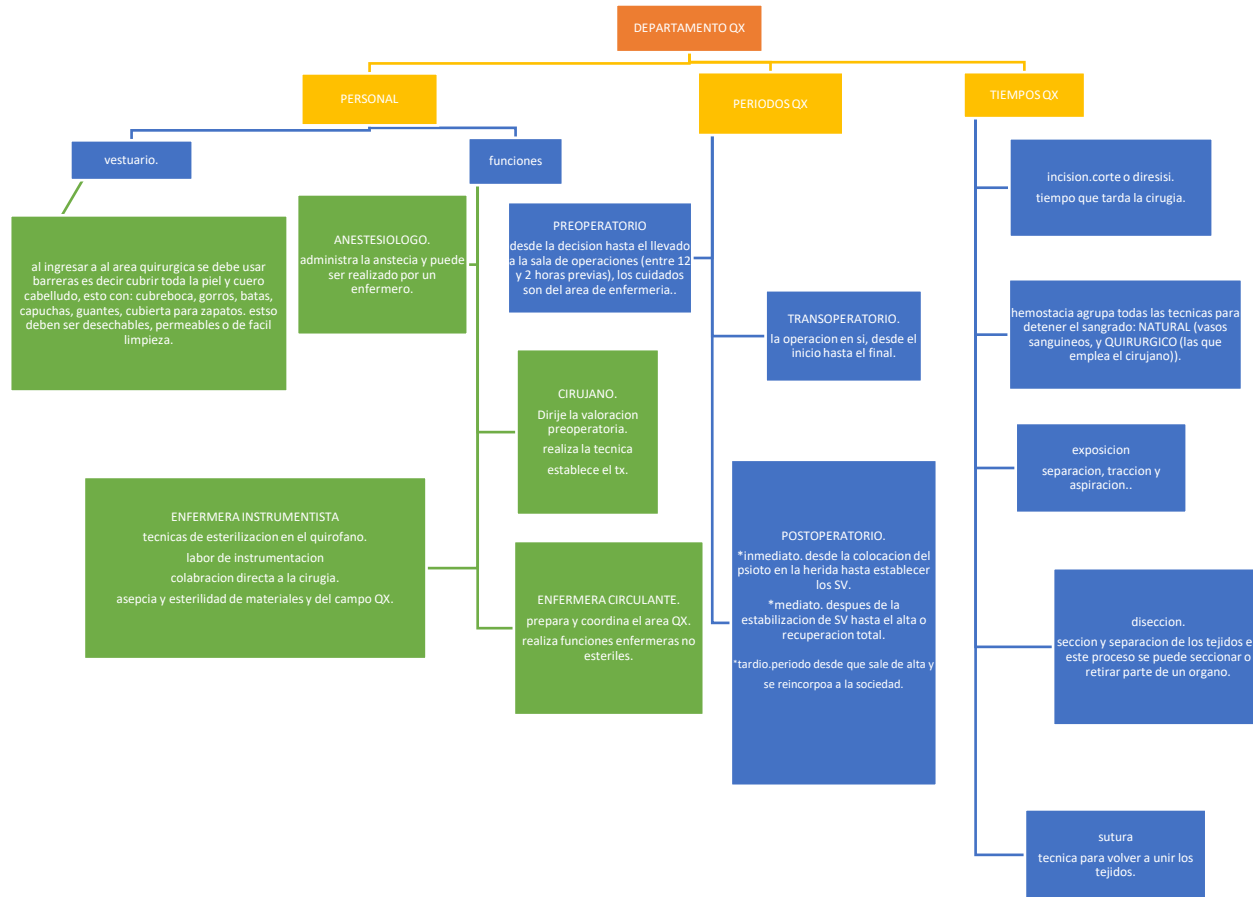 DEPARTAMENTO QX
PERSONAL
vestuario.
al ingresar a al area quirurgica se debe usar
barreras es decir cubrir toda la piel y cuero
cabelludo, esto con: cubreboca, gorros, batas,
capuchas, guantes, cubierta para zapatos. estso
deben ser desechables, permeables o de facil
limpieza.
funciones
ANESTESIOLOGO.
administra la anstecia y puede
ser realizado por un
enfermero.
CIRUJANO.
Dirije la valoracion
preoperatoria.
realiza la tecnica
establece el tx.
ENFERMERA INSTRUMENTISTA
tecnicas de esterilizacion en el quirofano.
labor de instrumentacion
colabracion directa a la cirugia.
asepcia y esterilidad de materiales y del campo QX.
ENFERMERA CIRCULANTE.
prepara y coordina el area QX.
realiza funciones enfermeras no
esteriles.
PERIODOS QX
PREOPERATORIO
desde la decision hasta el llevado
a la sala de operaciones (entre 12
y 2 horas previas), los cuidados
son del area de enfermeria..
TRANSOPERATORIO.
la operacion en si, desde el
inicio hasta el final.
POSTOPERATORIO.
*inmediato. desde la colocacion del
psioto en la herida hasta establecer
los SV.
*mediato. despues de la
estabilizacion de SV hasta el alta o
recuperacion total.
*tardio.periodo desde que sale de alta y
se reincorpoa a la sociedad.
TIEMPOS QX
incision.corte o diresisi.
tiempo que tarda la cirugia.
hemostacia agrupa todas las tecnicas para
detener el sangrado: NATURAL (vasos
sanguineos, y QUIRURGICO (las que
emplea el cirujano)).
exposicion
separacion, traccion y
aspiracion..
diseccion.
seccion y separacion de los tejidos e
este proceso se puede seccionar o
retirar parte de un organo.
sutura
tecnica para volver a unir los
tejidos.